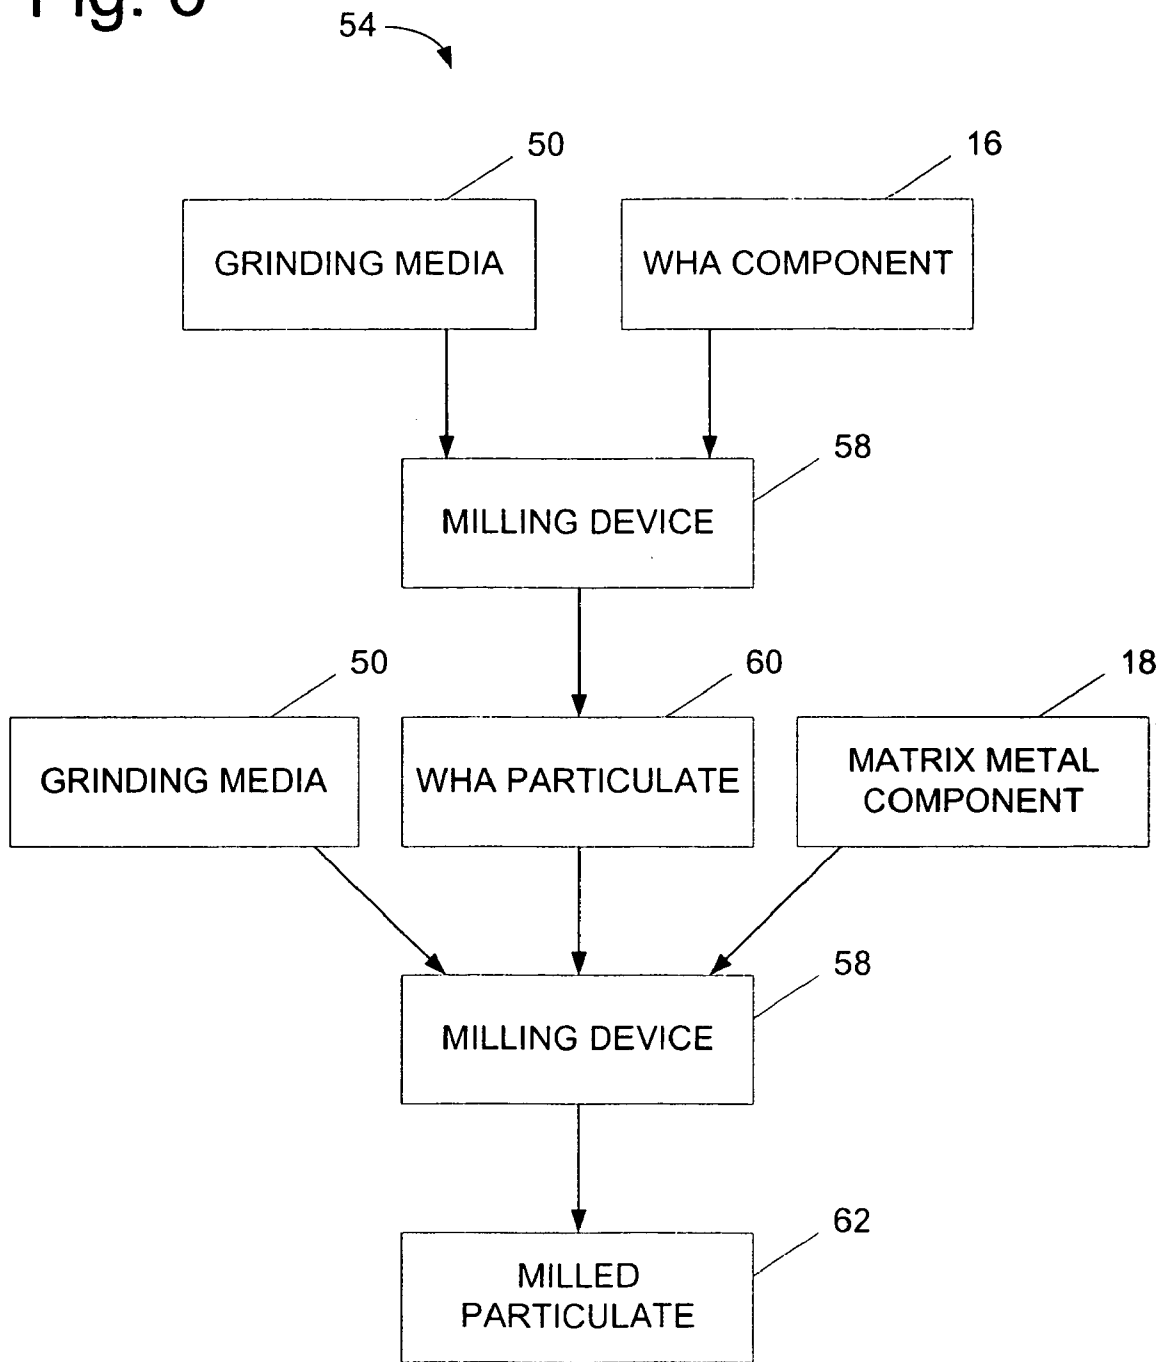 Fig.
54
50
16
GRINDING MEDIA
WHA COMPONENT
58
MILLING DEVICE
50
60
18
GRINDING MEDIA
WHA PARTICULATE
MATRIX METAL
COMPONENT
58
MILLING DEVICE
62
MILLED
PARTICULATE